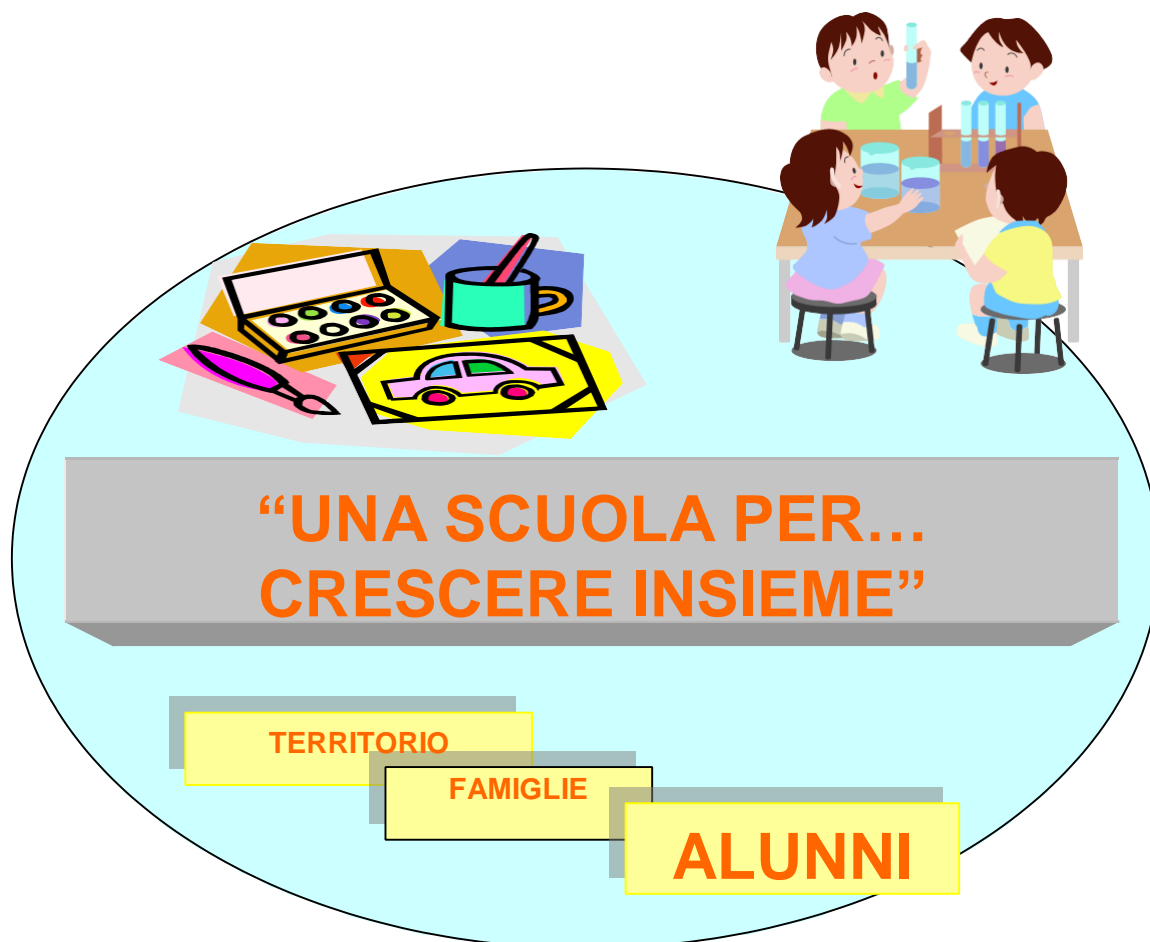 “UNA SCUOLA PER…
CRESCERE INSIEME”
TERRITORIO
FAMIGLIE
ALUNNI